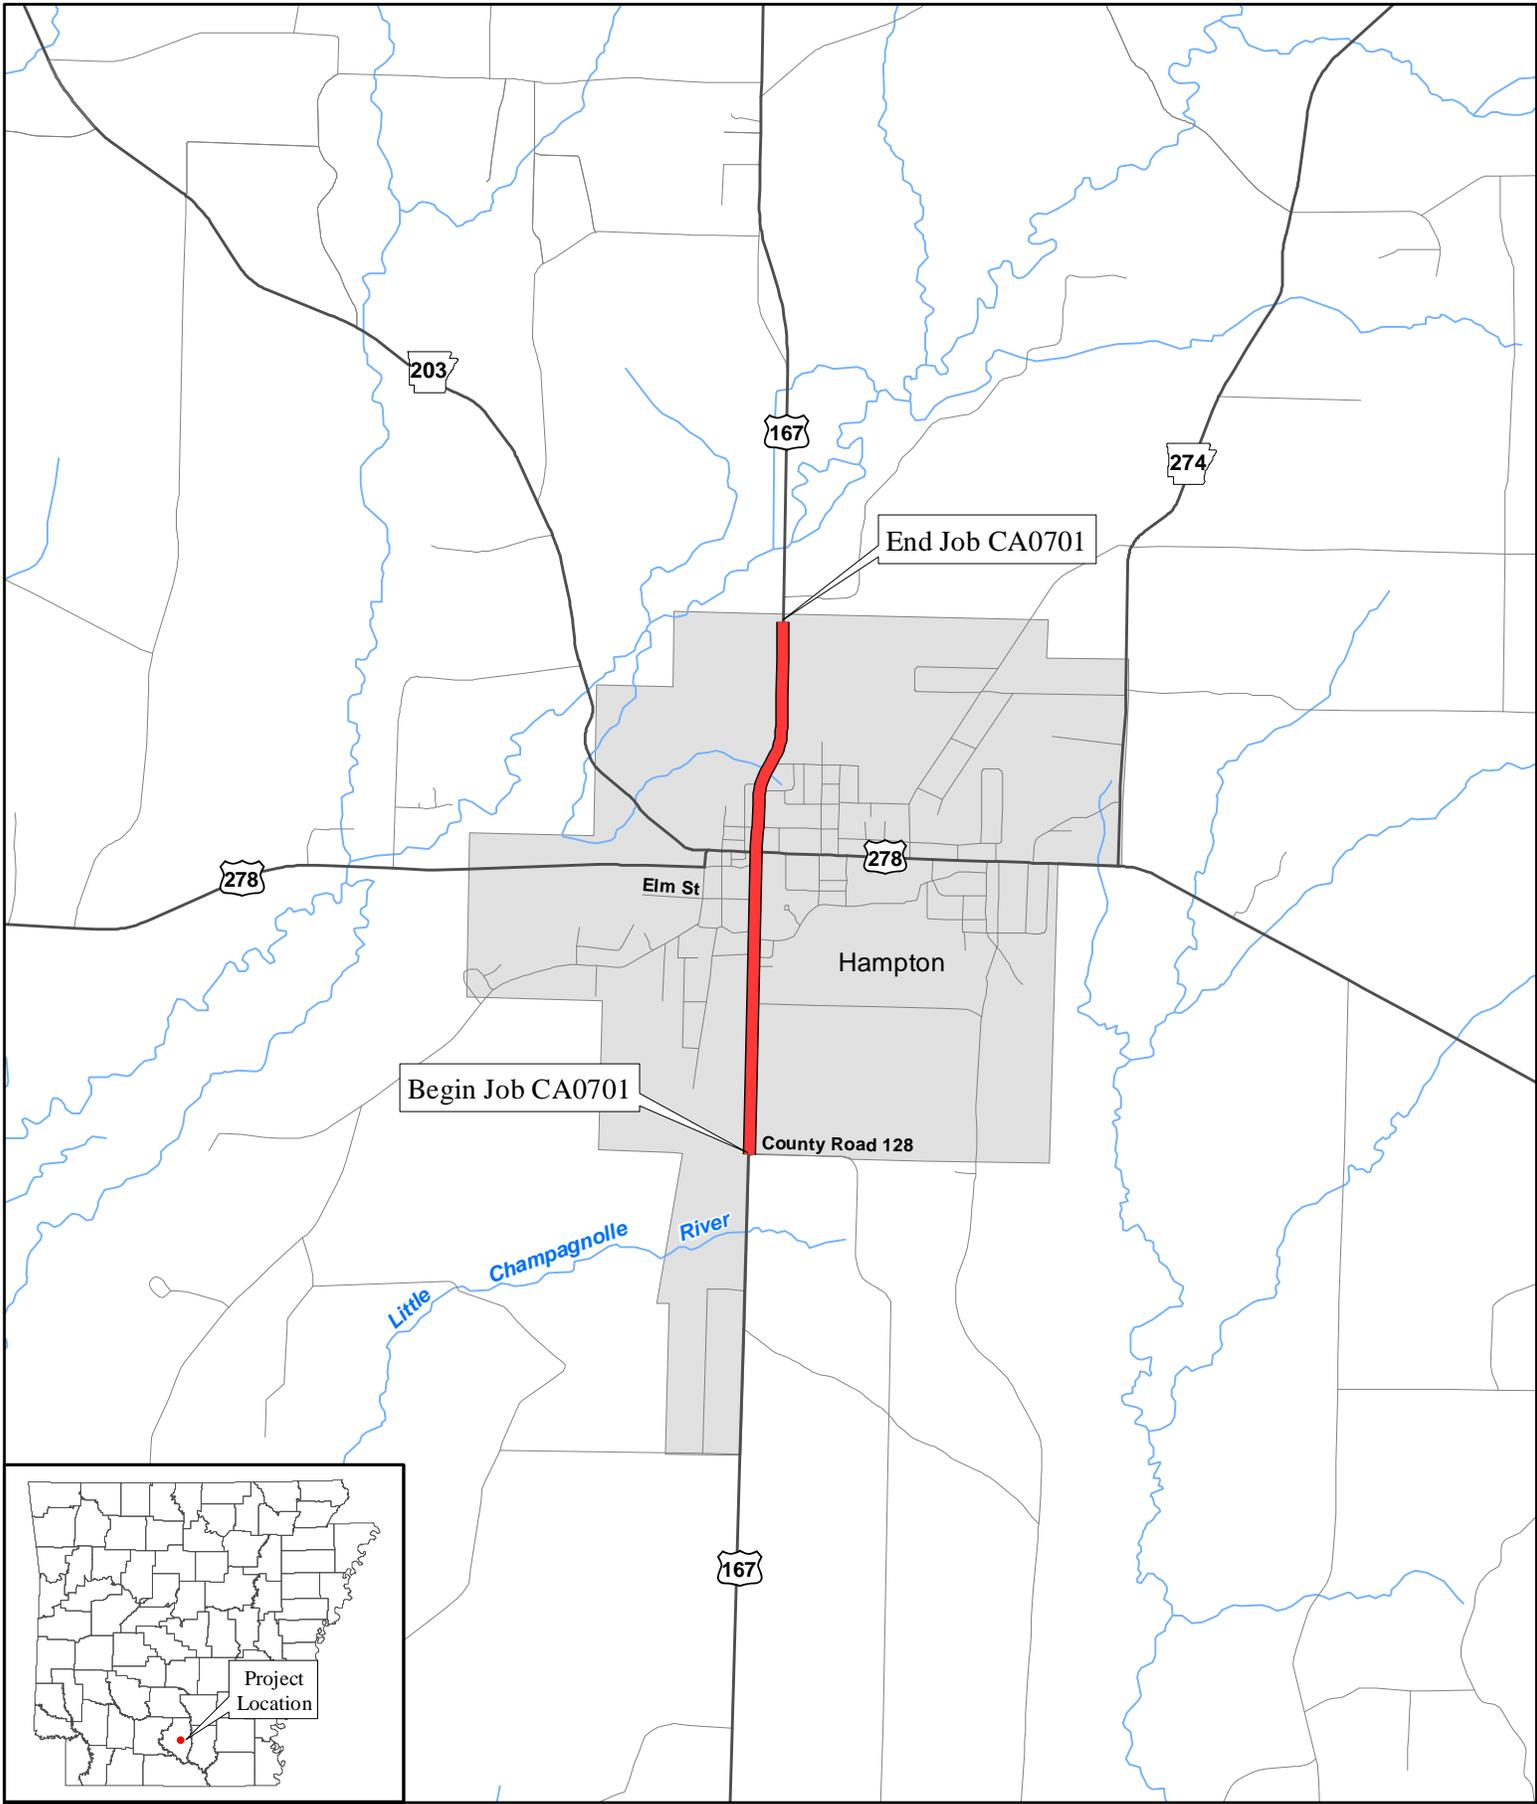 203
167
274
End Job CA0701
278
278
Elm St
Hampton
Begin Job CA0701
County Road 128
Little Champagnolle River
167
Project
Location